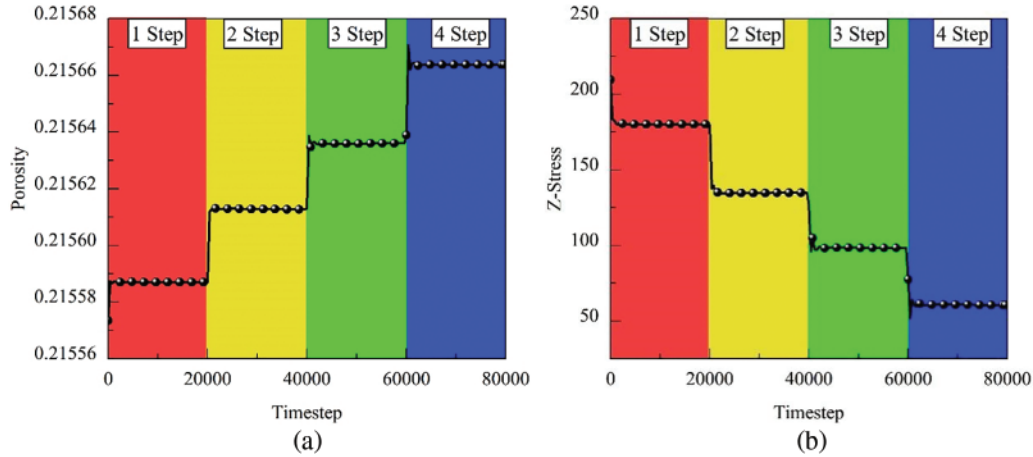 1 Step 2 Step 3 Step 4 Step
0.21568
0.21566
0.21564
0.21562
0.21560
0.21558
0.21556
Porosity
0 20000 40000 60000 80000
Timestep
(a)
1 Step 2 Step 3 Step 4 Step
250
200
150
100
50
Z-Stress
0 20000 40000 60000 80000
Timestep
(b)